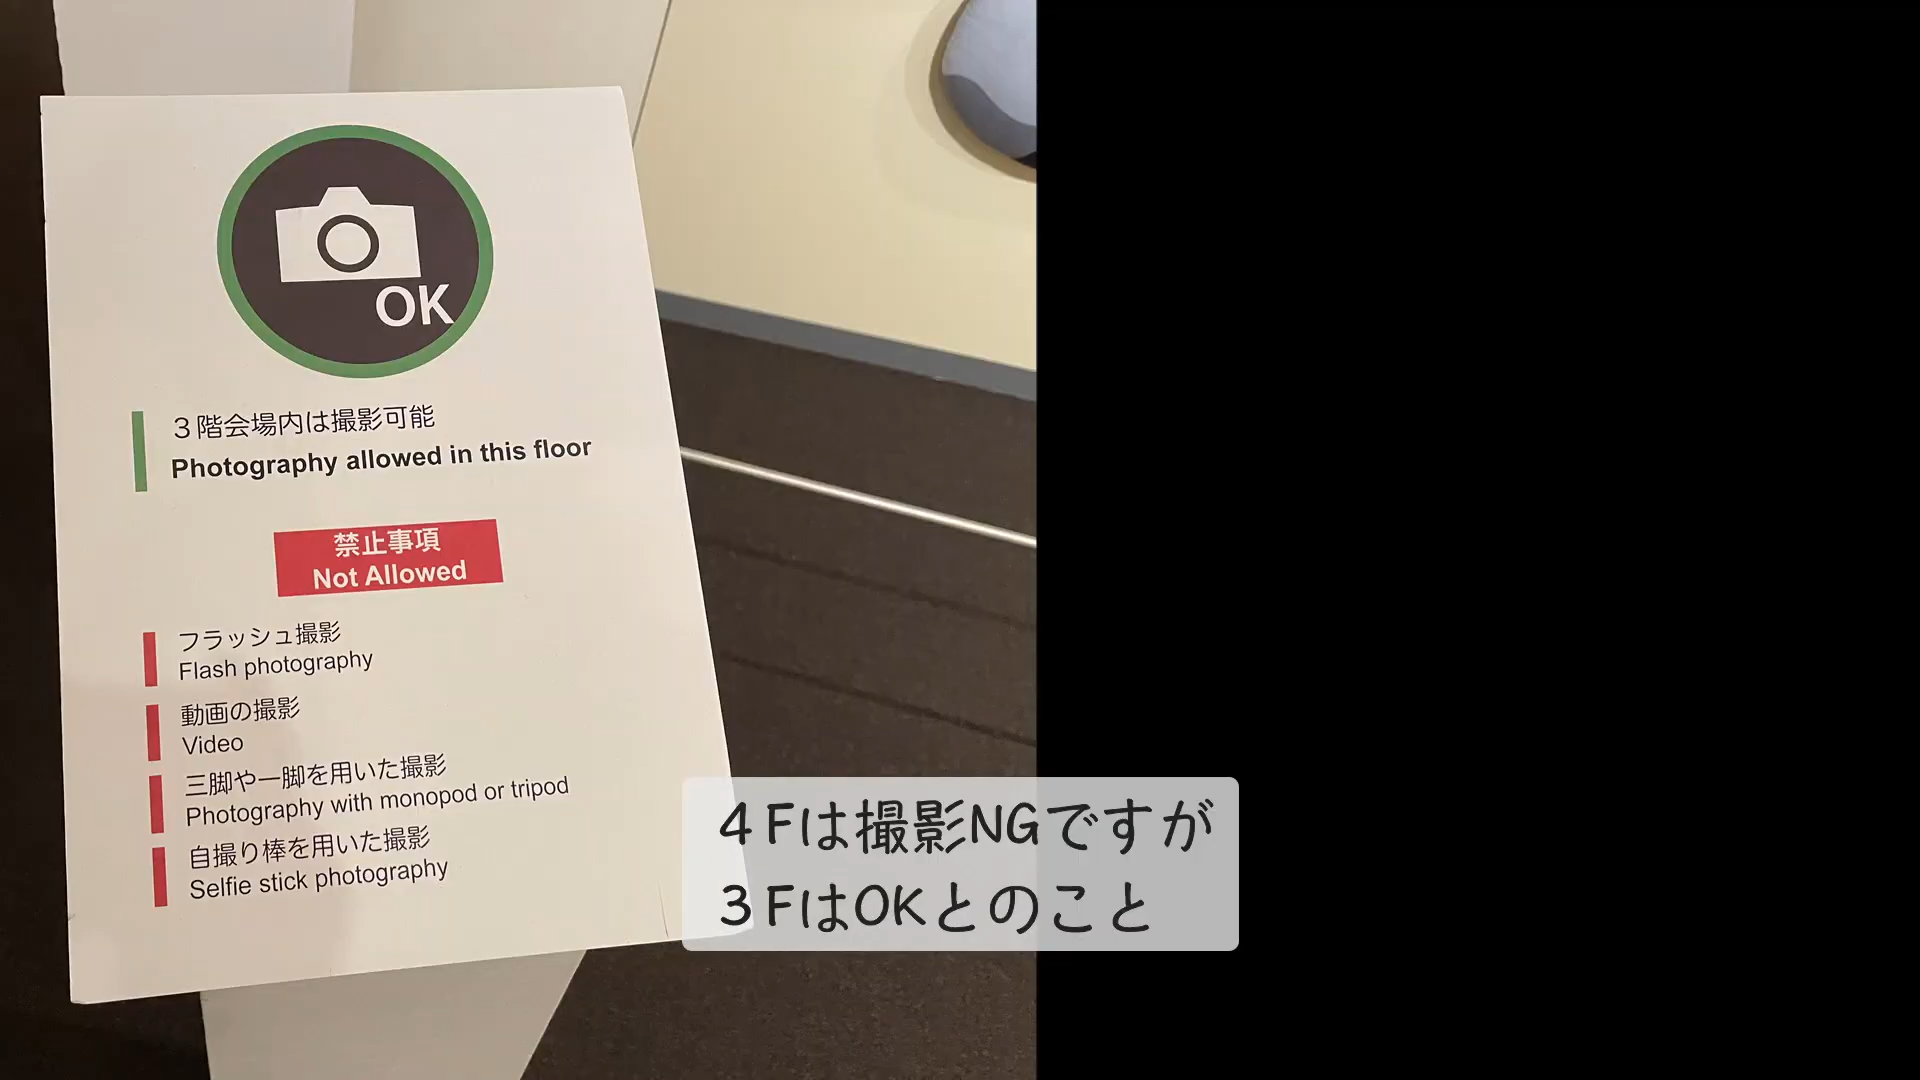 OK
３階会場内は撮影可能
Photography allowed in this floor
禁止事項
Not Allowed
フラッシュ撮影
Flash photography
動画の撮影
Video
三脚や一脚を用いた撮影
Photography with monopod or tripod
自撮り棒を用いた撮影
Selfie stick photography
４Fは撮影NGですが
３FはOKとのこと